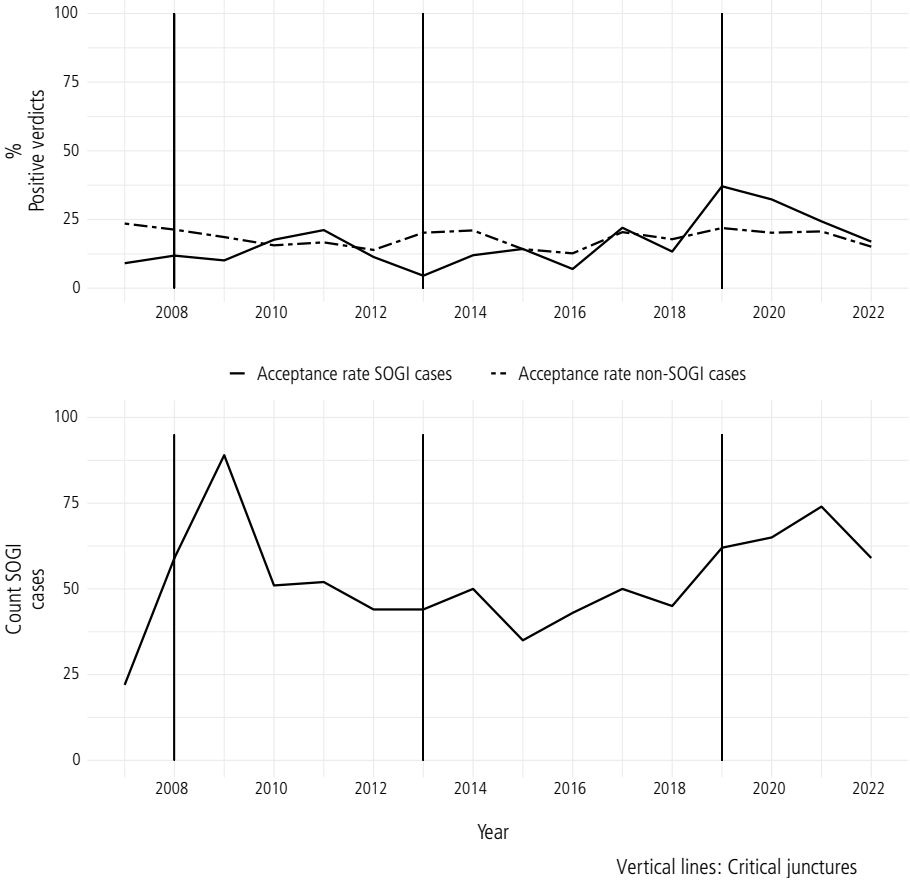 100
75
50
25
0
%
Positive verdicts
2008 2010 2012 2014 2016 2018 2020 2022
Acceptance rate SOGI cases Acceptance rate non-SOGI cases
100
75
50
25
0
Count SOGI
cases
2008 2010 2012 2014 2016 2018 2020 2022
Year
Vertical lines: Critical junctures